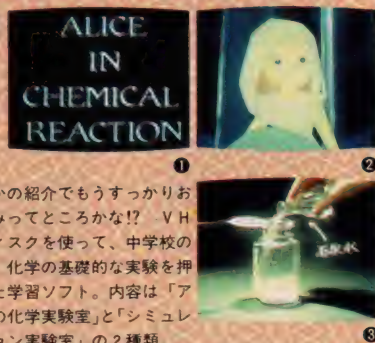 ALICE
IN
CHEMICAL
REACTION
❶
❷
かの紹介でもうすっかりお
みってところかな!? VH
ィスクを使って、中学校の
、化学の基礎的な実験を押
た学習ソフト。内容は「ア
の化学実験室」と「シミュレ
ョン実験室」の2種類。
石灰水
❸